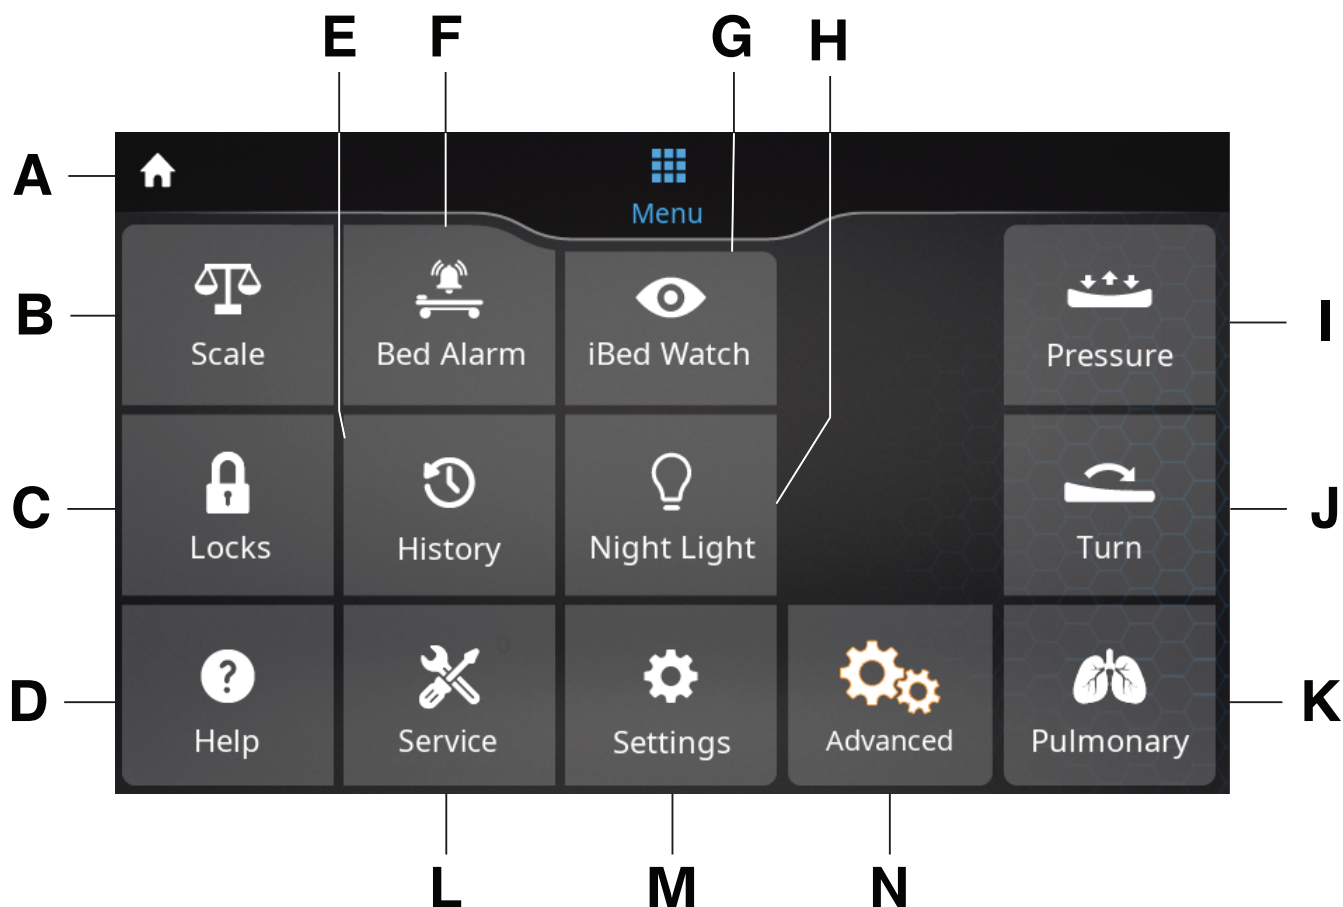 E F G H
A
Menu
B
Scale
Bed Alarm
iBed Watch
Pressure
I
C
Locks
History
Night Light
Turn
J
D
Help
Service
Settings
Advanced
Pulmonary
K
L M N